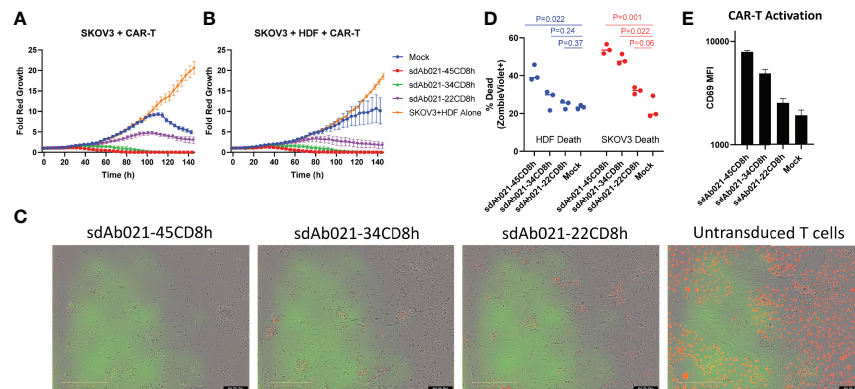 A
SKOV3 + CAR-T
Fold Red Growth
25
20
15
10
5
0
0 20 40 60 80 100 120 140
Time (h)
B
SKOV3 + HDF + CAR-T
Fold Red Growth
25
20
15
10
5
0
0 20 40 60 80 100 120 140
Time (h)
Mock
sdAb021-45CD8h
sdAb021-34CD8h
sdAb021-22CD8h
SKOV3+HDF Alone
D
% Dead
(ZombieViolet+)
60
40
20
0
P=0.022
P=0.24
P=0.37
P=0.001
P=0.022
P=0.06
HDF Death
SKOV3 Death
sdAb021-45CD8h
sdAb021-34CD8h
sdAb021-22CD8h
Mock
sdAb021-45CD8h
sdAb021-34CD8h
sdAb021-22CD8h
Mock
E
CAR-T Activation
CD69 MFI
10000
1000
sdAb021-45CD8h
sdAb021-34CD8h
sdAb021-22CD8h
Mock
C
sdAb021-45CD8h
sdAb021-34CD8h
sdAb021-22CD8h
Untransduced T cells